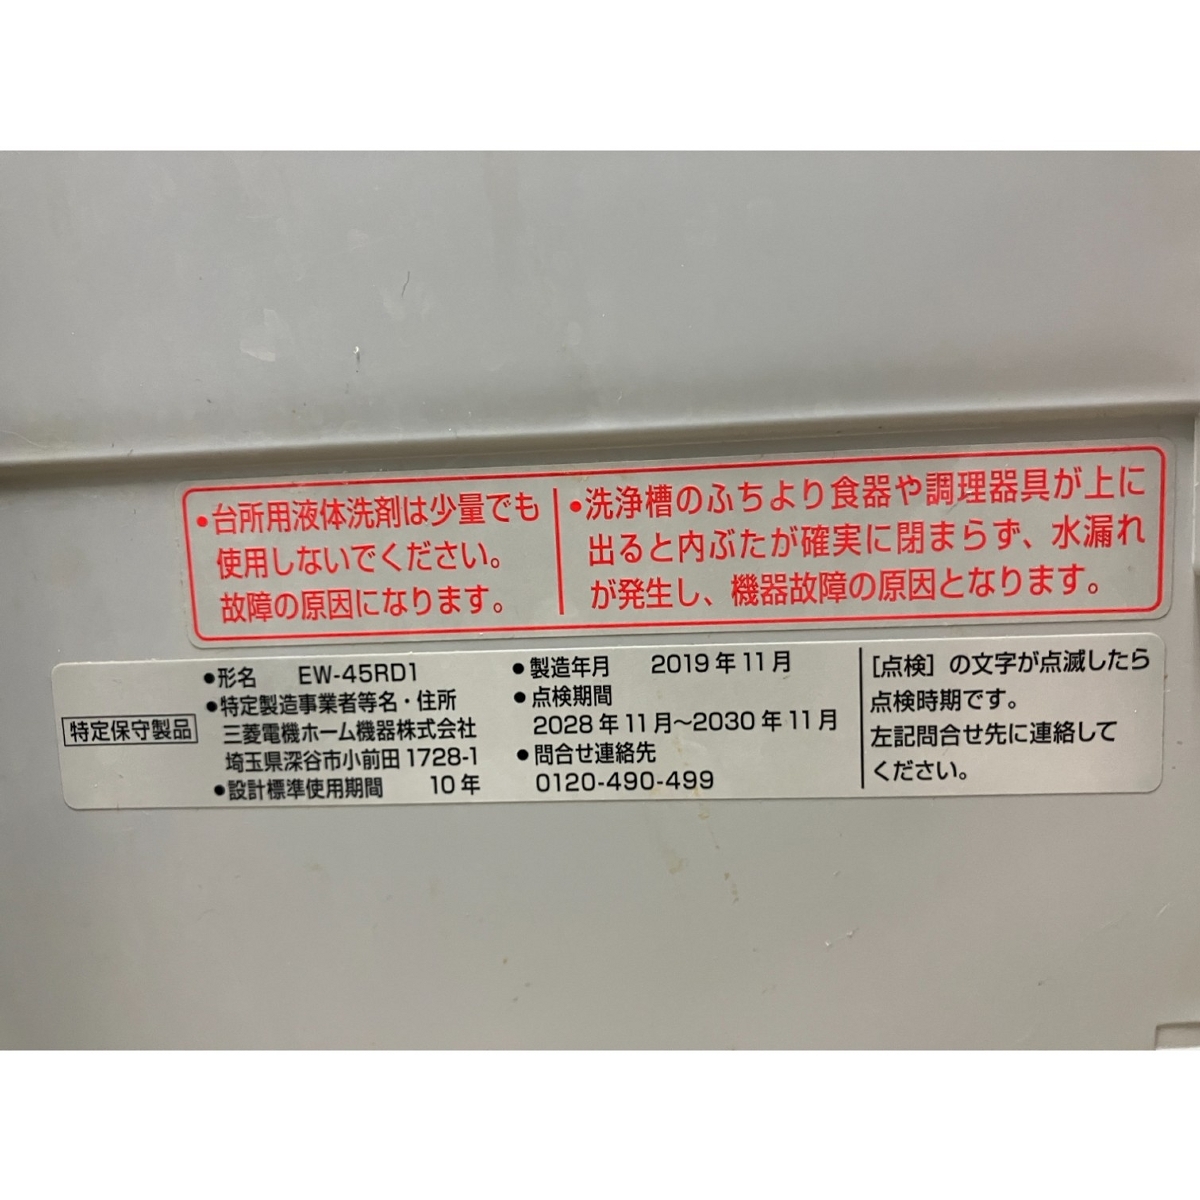 •台所用液体洗剤は少量でも
使用しないでください。
故障の原因になります。
•洗浄槽のふちより食器や調理器具が上に
出ると内ぶたが確実に閉まらず、水漏れ
が発生し、機器故障の原因となります。
特定保守製品
●形名 EW-45RD1
●特定製造事業者等名・住所
三菱電機ホーム機器株式会社
埼玉県深谷市小前田1728-1
●設計標準使用期間 10年
●製造年月 2019年11月
●点検期間
2028年11月～2030年11月
●問合せ連絡先
0120-490-499
[点検]の文字が点滅したら
点検時期です。
左記問合せ先に連絡して
ください。